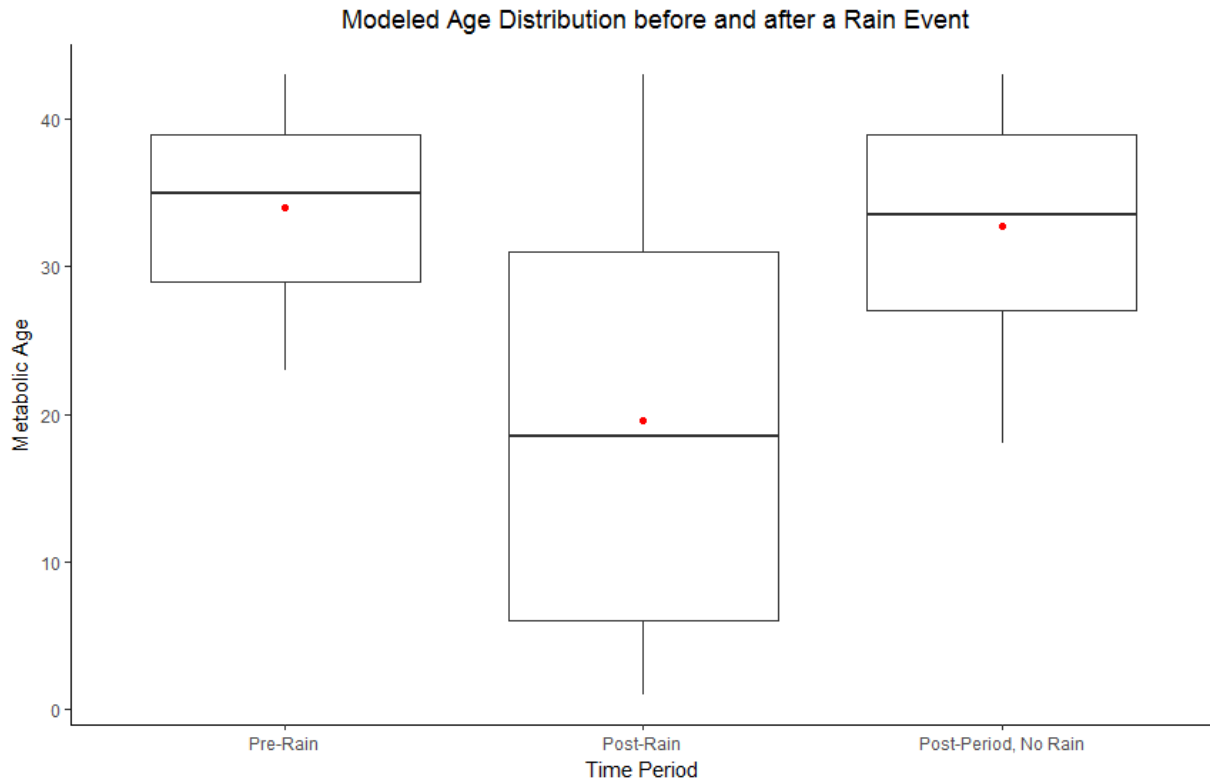 Modeled Age Distribution before and after a Rain Event
Metabolic Age
40
30
20
10
0
Pre-Rain
Post-Rain
Post-Period, No Rain
Time Period